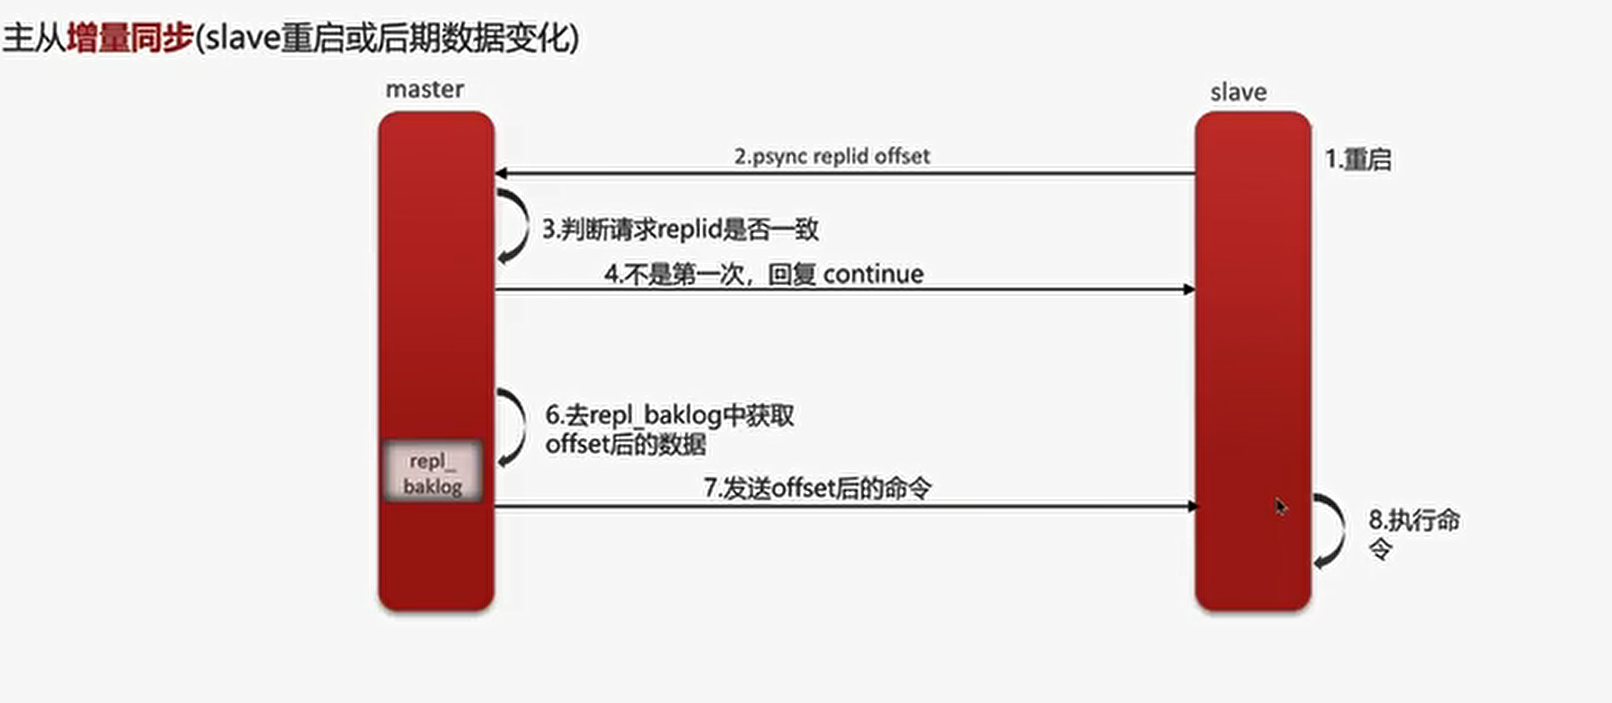 主从增量同步(slave重启或后期数据变化)
master
slave
2.psync replid offset
1.重启
3.判断请求replid是否一致
4.不是第一次，回复 continue
6.去repl_baklog中获取
offset后的数据
repl_
baklog
7.发送offset后的命令
8.执行命
令